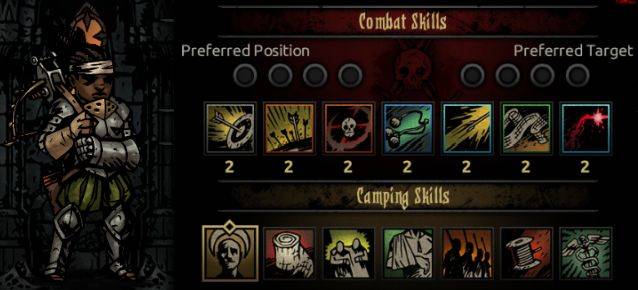 Combat Skills
Preferred Position Preferred Target
2 2 2 2 2 2 2
Camping Skills